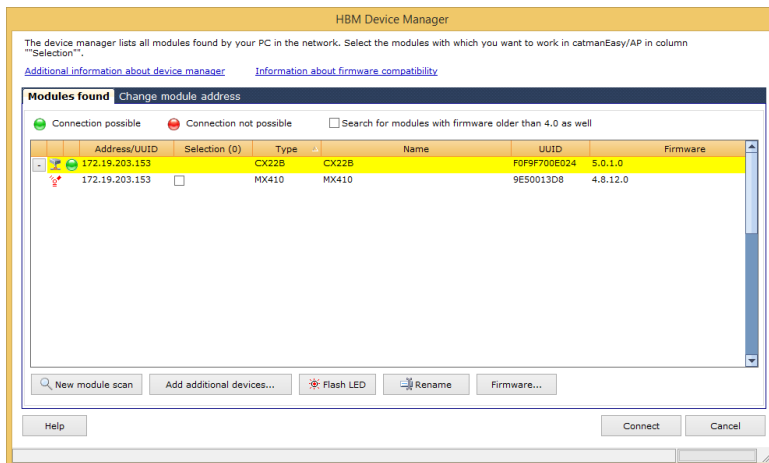 HBM Device Manager
The device manager lists all modules found by your PC in the network. Select the modules with which you want to work in catmanEasy/AP in column
""Selection"".
Additional information about device manager Information about firmware compatibility
Modules found Change module address
Connection possible Connection not possible Search for modules with firmware older than 4.0 as well
Address/UUID Selection (0) Type Name UUID Firmware
- 172.19.203.153 CX22B CX22B F0F9F700E024 5.0.1.0
172.19.203.153 MX410 MX410 9E50013D8 4.8.12.0
New module scan Add additional devices... Flash LED Rename Firmware...
Help Connect Cancel